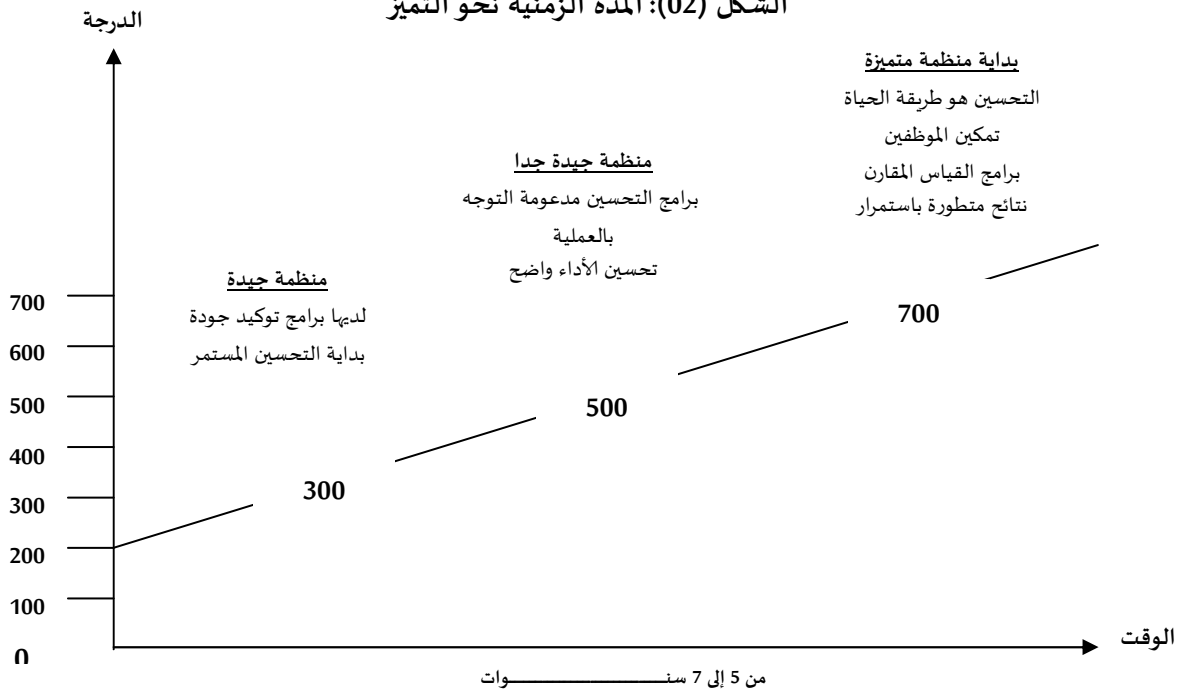 الشكل (02): المدة الزمنية نحو التميز
الدرجة
بداية منظمة متميزة
التحسين هو طريقة الحياة
تمكين الموظفين
برامج القياس المقارن
نتائج متطورة باستمرار
منظمة جيدة جدا
برامج التحسين مدعومة التوجه
بالعملية
تحسين الأداء واضح
منظمة جيدة
لديها برامج توكيد جودة
بداية التحسين المستمر
700
600
500
400
300
200
100
0
300
500
700
الوقت
من 5 إلى 7 سنـــــــــــــــوات